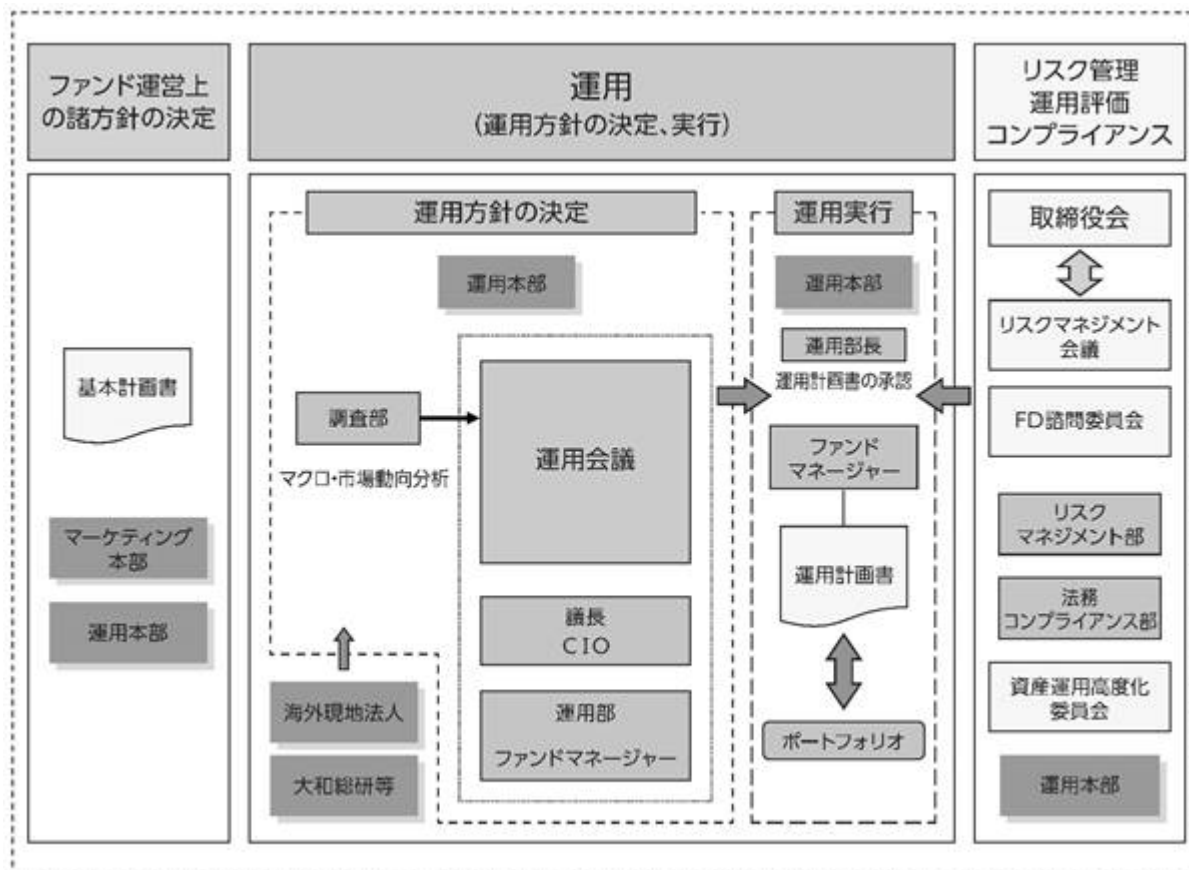 ファンド運営上
の諸方針の決定
基本計画書
マーケティング
本部
運用本部
運用
(運用方針の決定、実行)
運用方針の決定
運用本部
調査部
マクロ・市場動向分析
運用会議
議長
CIO
運用部
ファンドマネージャー
海外現地法人
大和総研等
運用実行
運用本部
運用部長
運用計画書の承認
ファンド
マネージャー
運用計画書
ポートフォリオ
リスク管理
運用評価
コンプライアンス
取締役会
リスクマネジメント
会議
FD諮問委員会
リスク
マネジメント部
法務
コンプライアンス部
資産運用高度化
委員会
運用本部